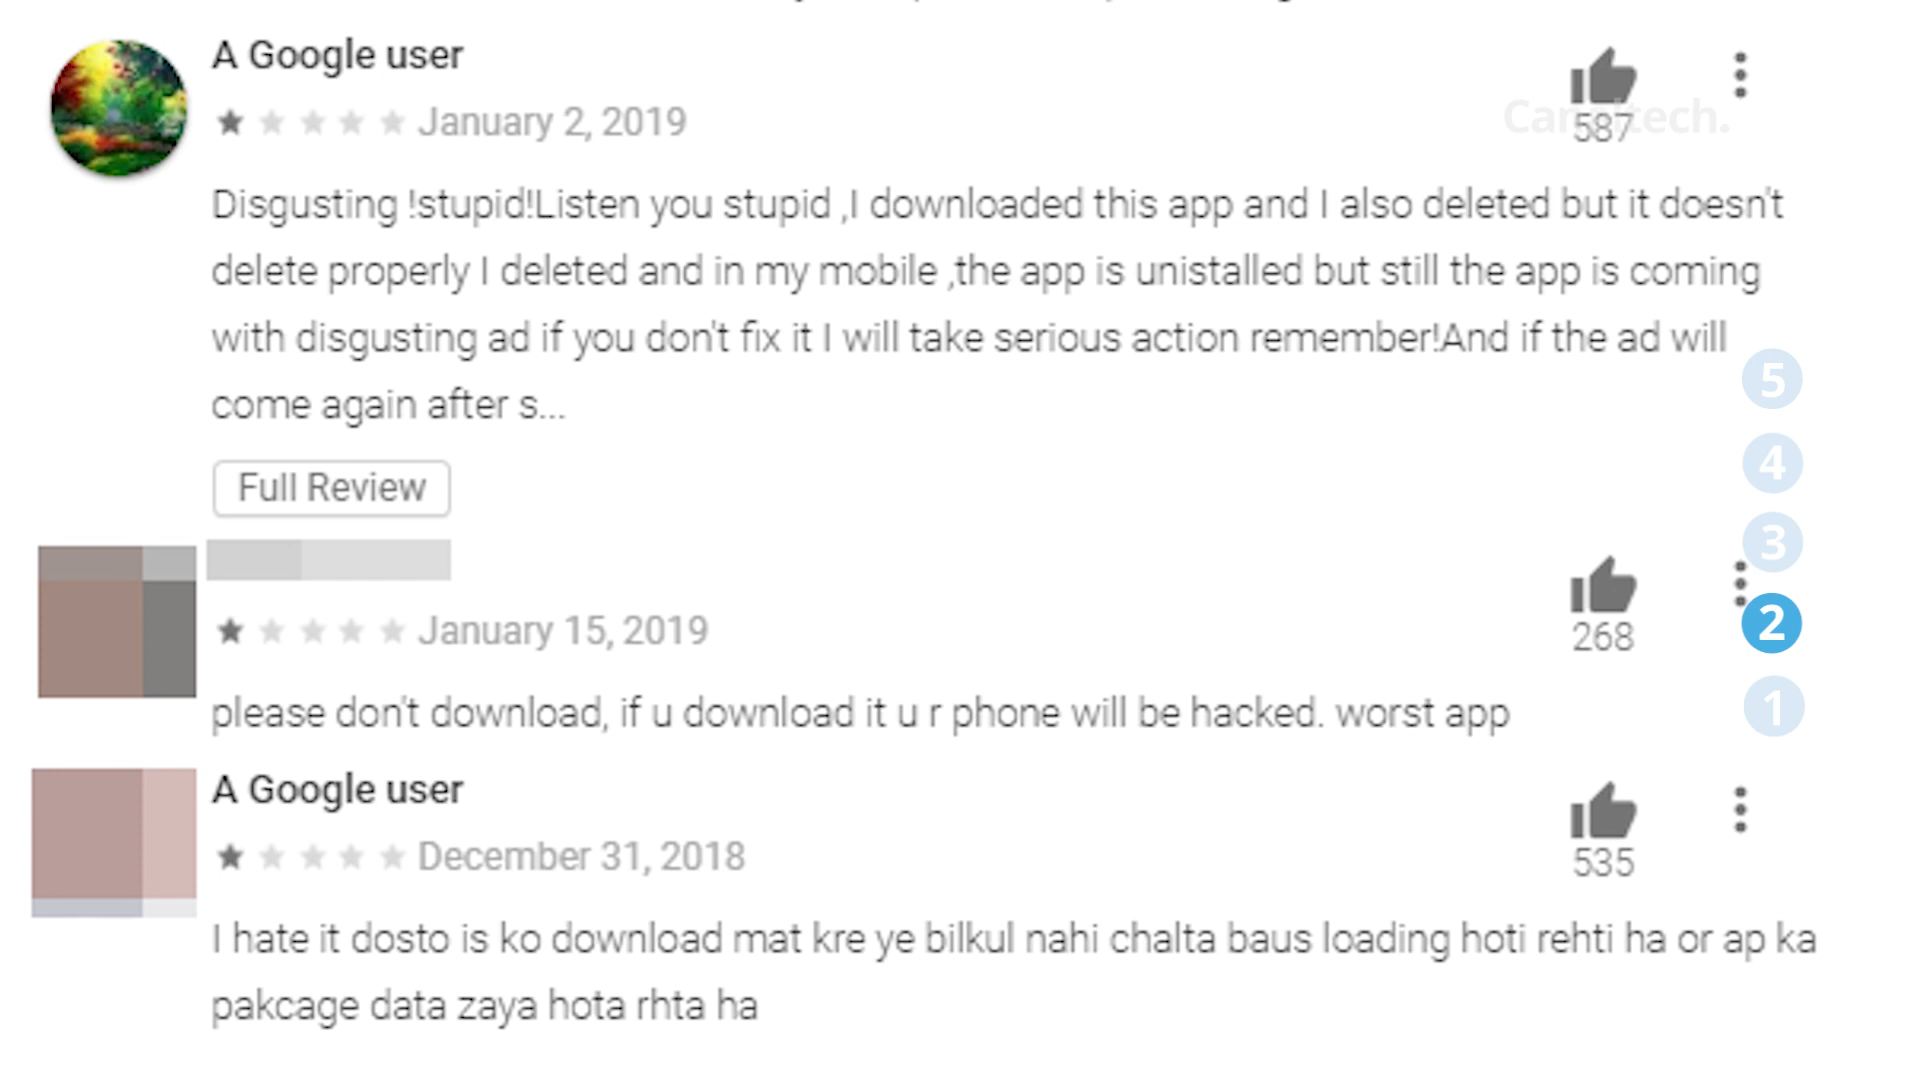 A Google user
January 2, 2019
587
Disgusting !stupid!Listen you stupid ,I downloaded this app and I also deleted but it doesn't
delete properly I deleted and in my mobile ,the app is unistalled but still the app is coming
with disgusting ad if you don't fix it I will take serious action remember!And if the ad will
come again after s...
Full Review
January 15, 2019
268
please don't download, if u download it u r phone will be hacked. worst app
A Google user
December 31, 2018
535
I hate it dosto is ko download mat kre ye bilkul nahi chalta baus loading hoti rehti ha or ap ka
pakcage data zaya hota rhta ha
5
4
3
2
1